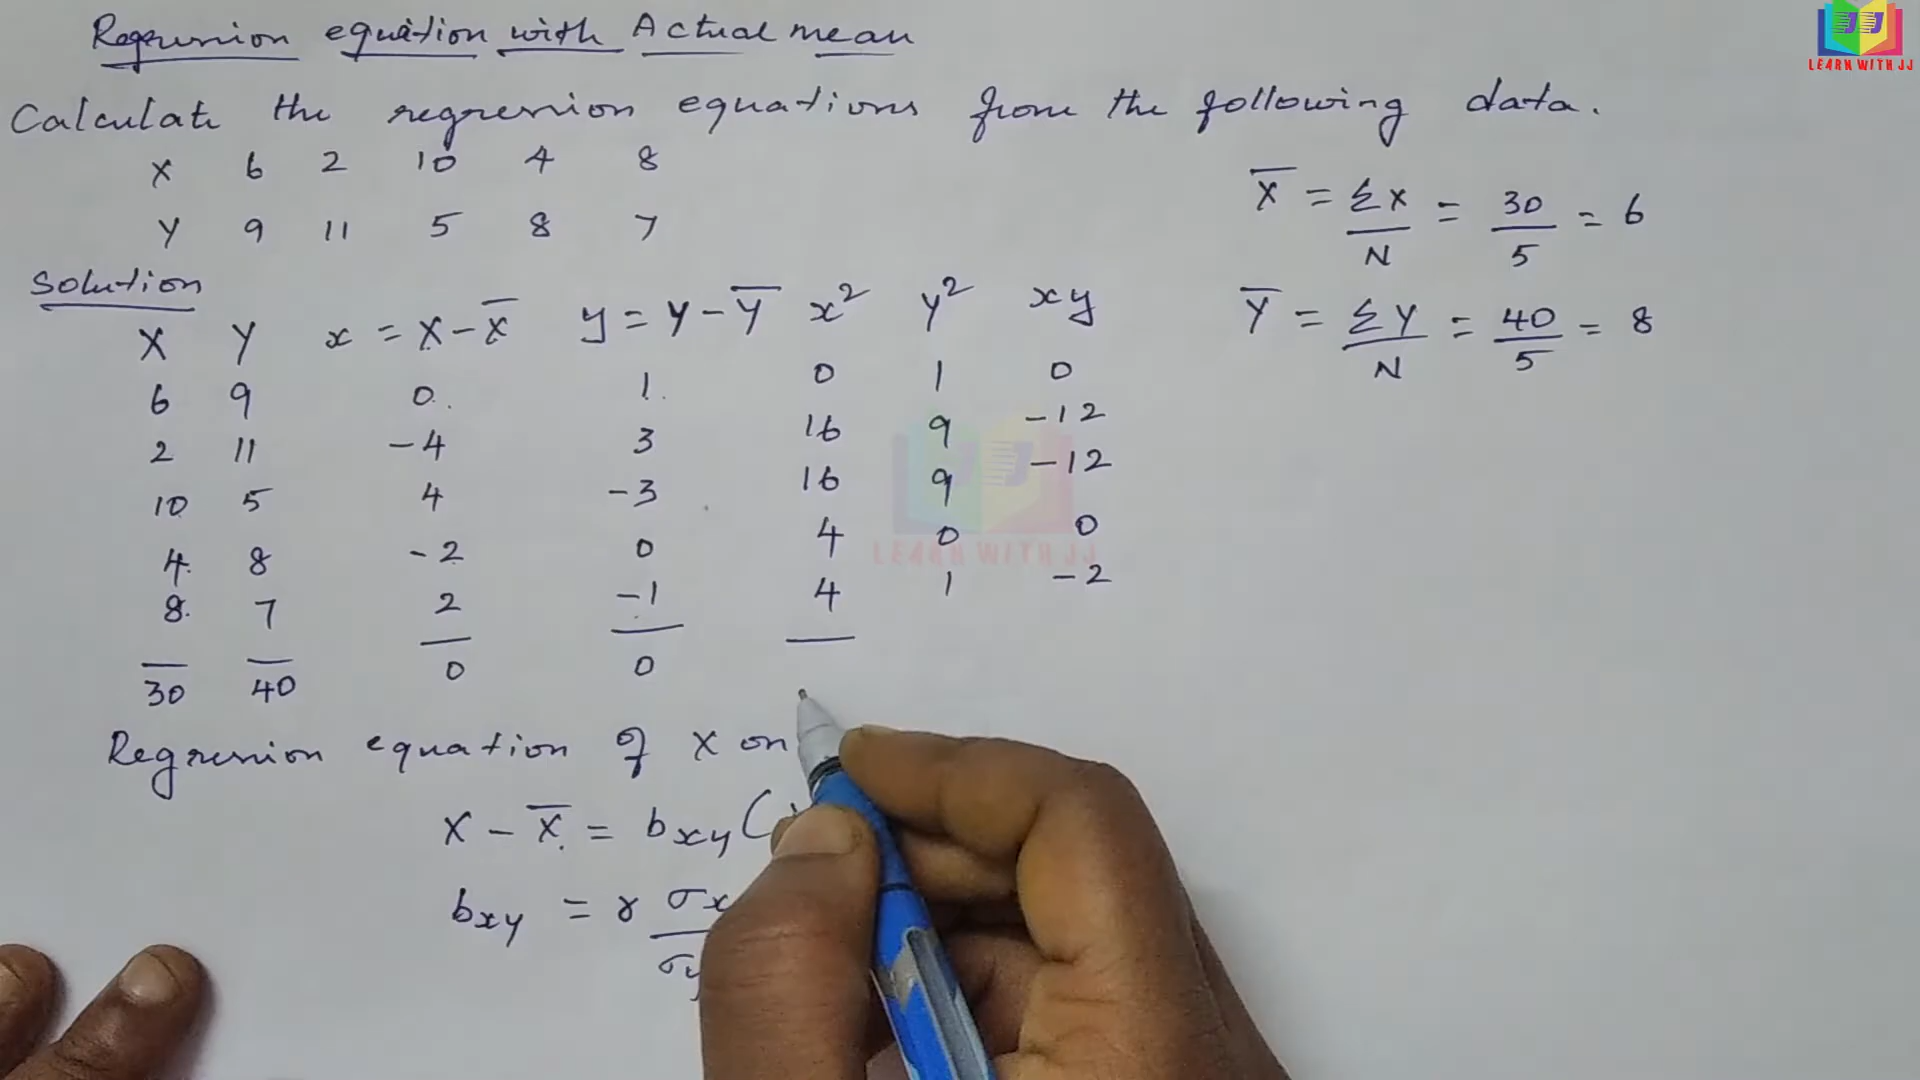 Regression equation with Actual mean
LEARN WITH JJ
Calculate the regression equations from the following data.
X 6 2 10 4 8
Y 9 11 5 8 7
X̅ = ΣX/N = 30/5 = 6
Y̅ = ΣY/N = 40/5 = 8
Solution
X Y x = X - X̅ y = Y - Y̅ x² y² xy
6 9 0 1 0 1 0
2 11 -4 3 16 9 -12
10 5 4 -3 16 9 -12
4 8 -2 0 4 0 0
8 7 2 -1 4 1 -2
30 40 0 0
LEARN WITH JJ
Regression equation of X on
X - X̅ = bxy (
bxy = r σx/σy